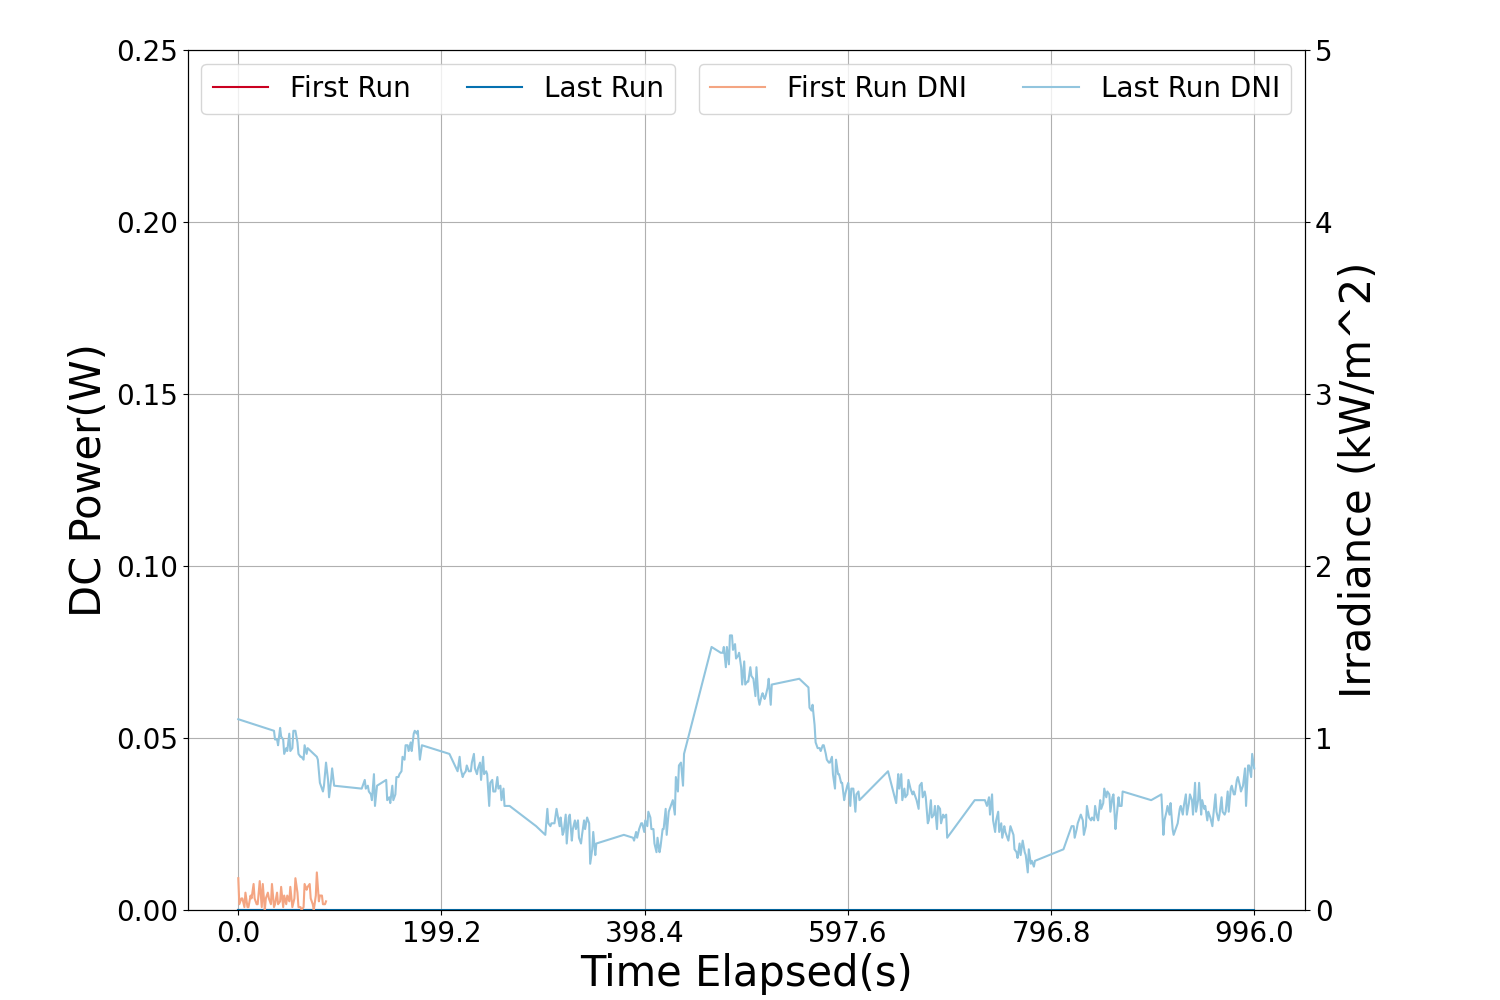 First Run
Last Run
First Run DNI
Last Run DNI
DC Power(W)
0.25
0.20
0.15
0.10
0.05
0.00
5
4
3
2
1
0
Irradiance (kW/m^2)
0.0 199.2 398.4 597.6 796.8 996.0
Time Elapsed(s)